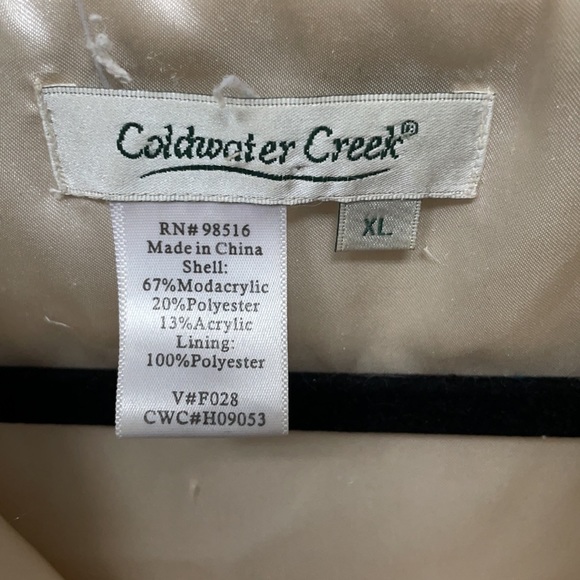 Coldwater Creek®
XL
RN# 98516
Made in China
Shell:
67%Modacrylic
20%Polyester
13%Acrylic
Lining:
100%Polyester
V#F028
CWC#H09053